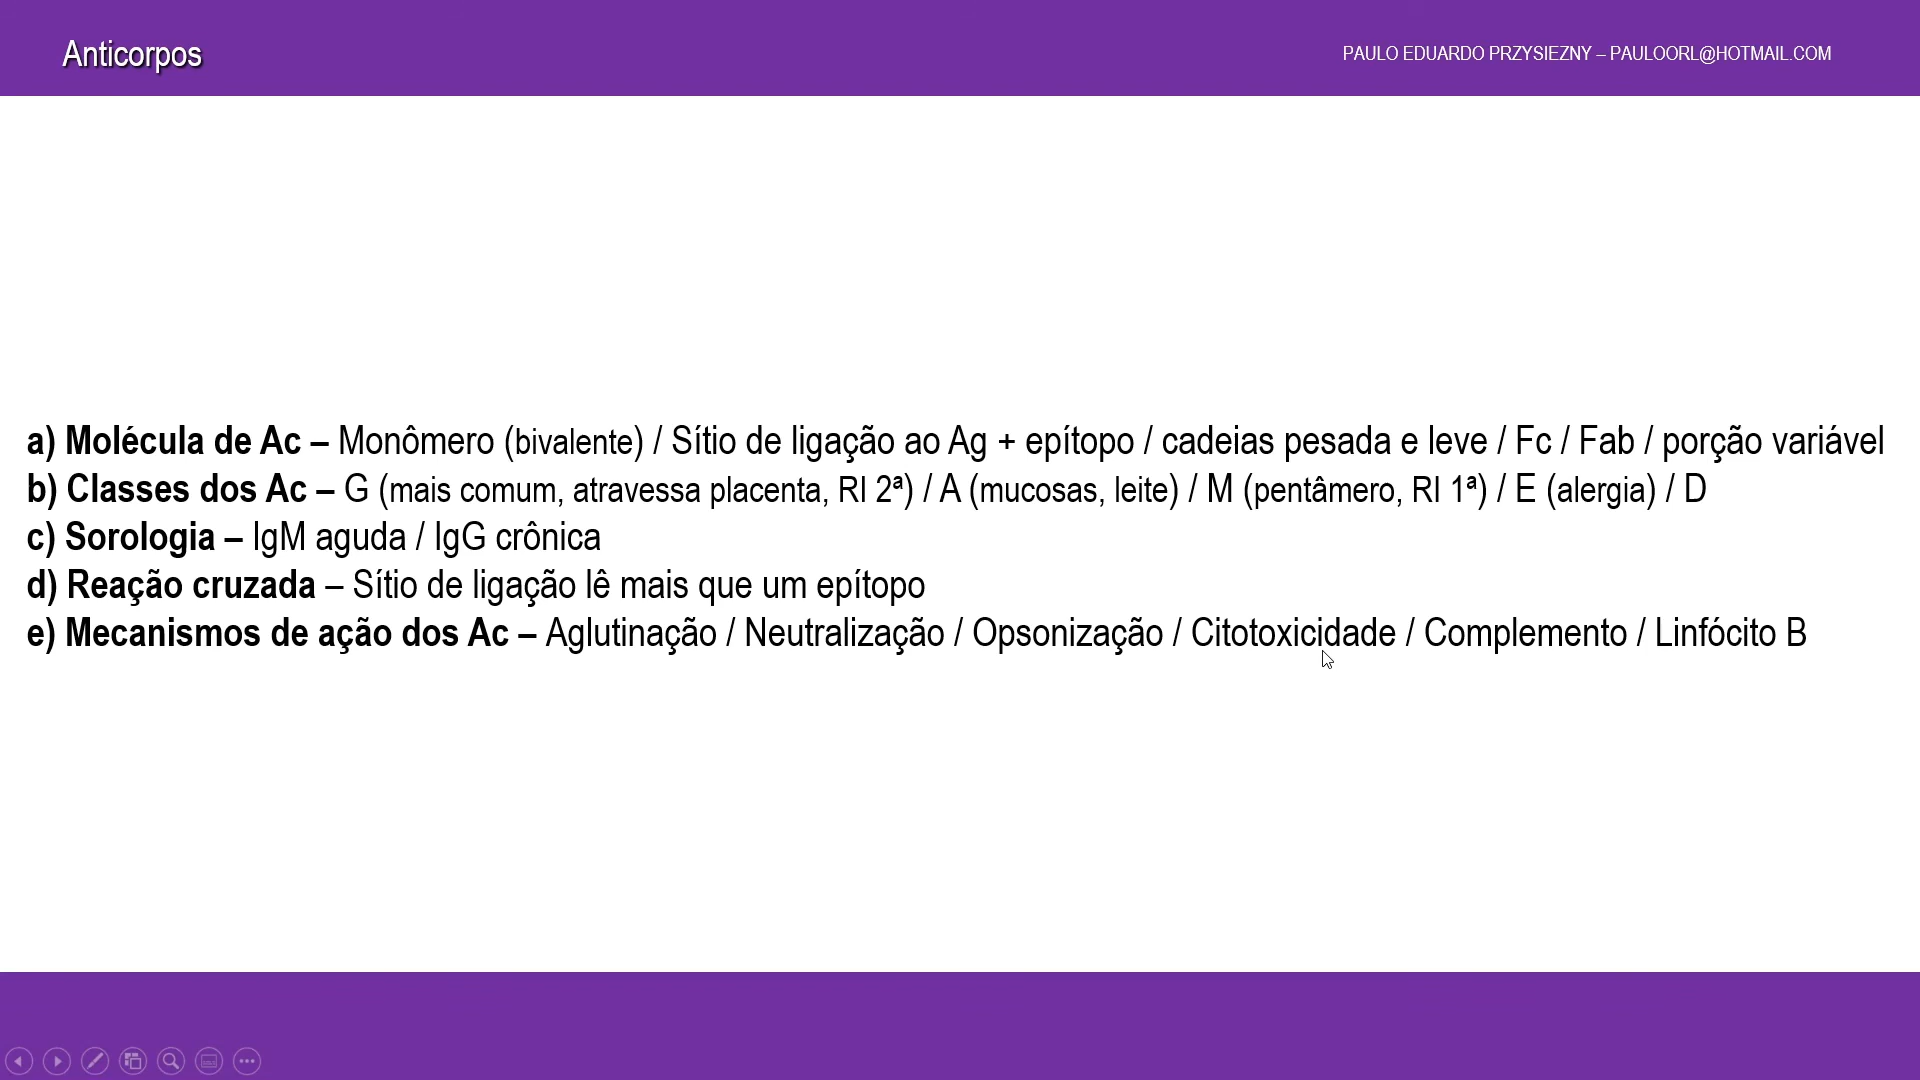 Anticorpos
PAULO EDUARDO PRZYSIEZNY – PAULOORL@HOTMAIL.COM
a) Molécula de Ac – Monômero (bivalente) / Sítio de ligação ao Ag + epítopo / cadeias pesada e leve / Fc / Fab / porção variável
b) Classes dos Ac – G (mais comum, atravessa placenta, RI 2ª) / A (mucosas, leite) / M (pentâmero, RI 1ª) / E (alergia) / D
c) Sorologia – IgM aguda / IgG crônica
d) Reação cruzada – Sítio de ligação lê mais que um epítopo
e) Mecanismos de ação dos Ac – Aglutinação / Neutralização / Opsonização / Citotoxicidade / Complemento / Linfócito B